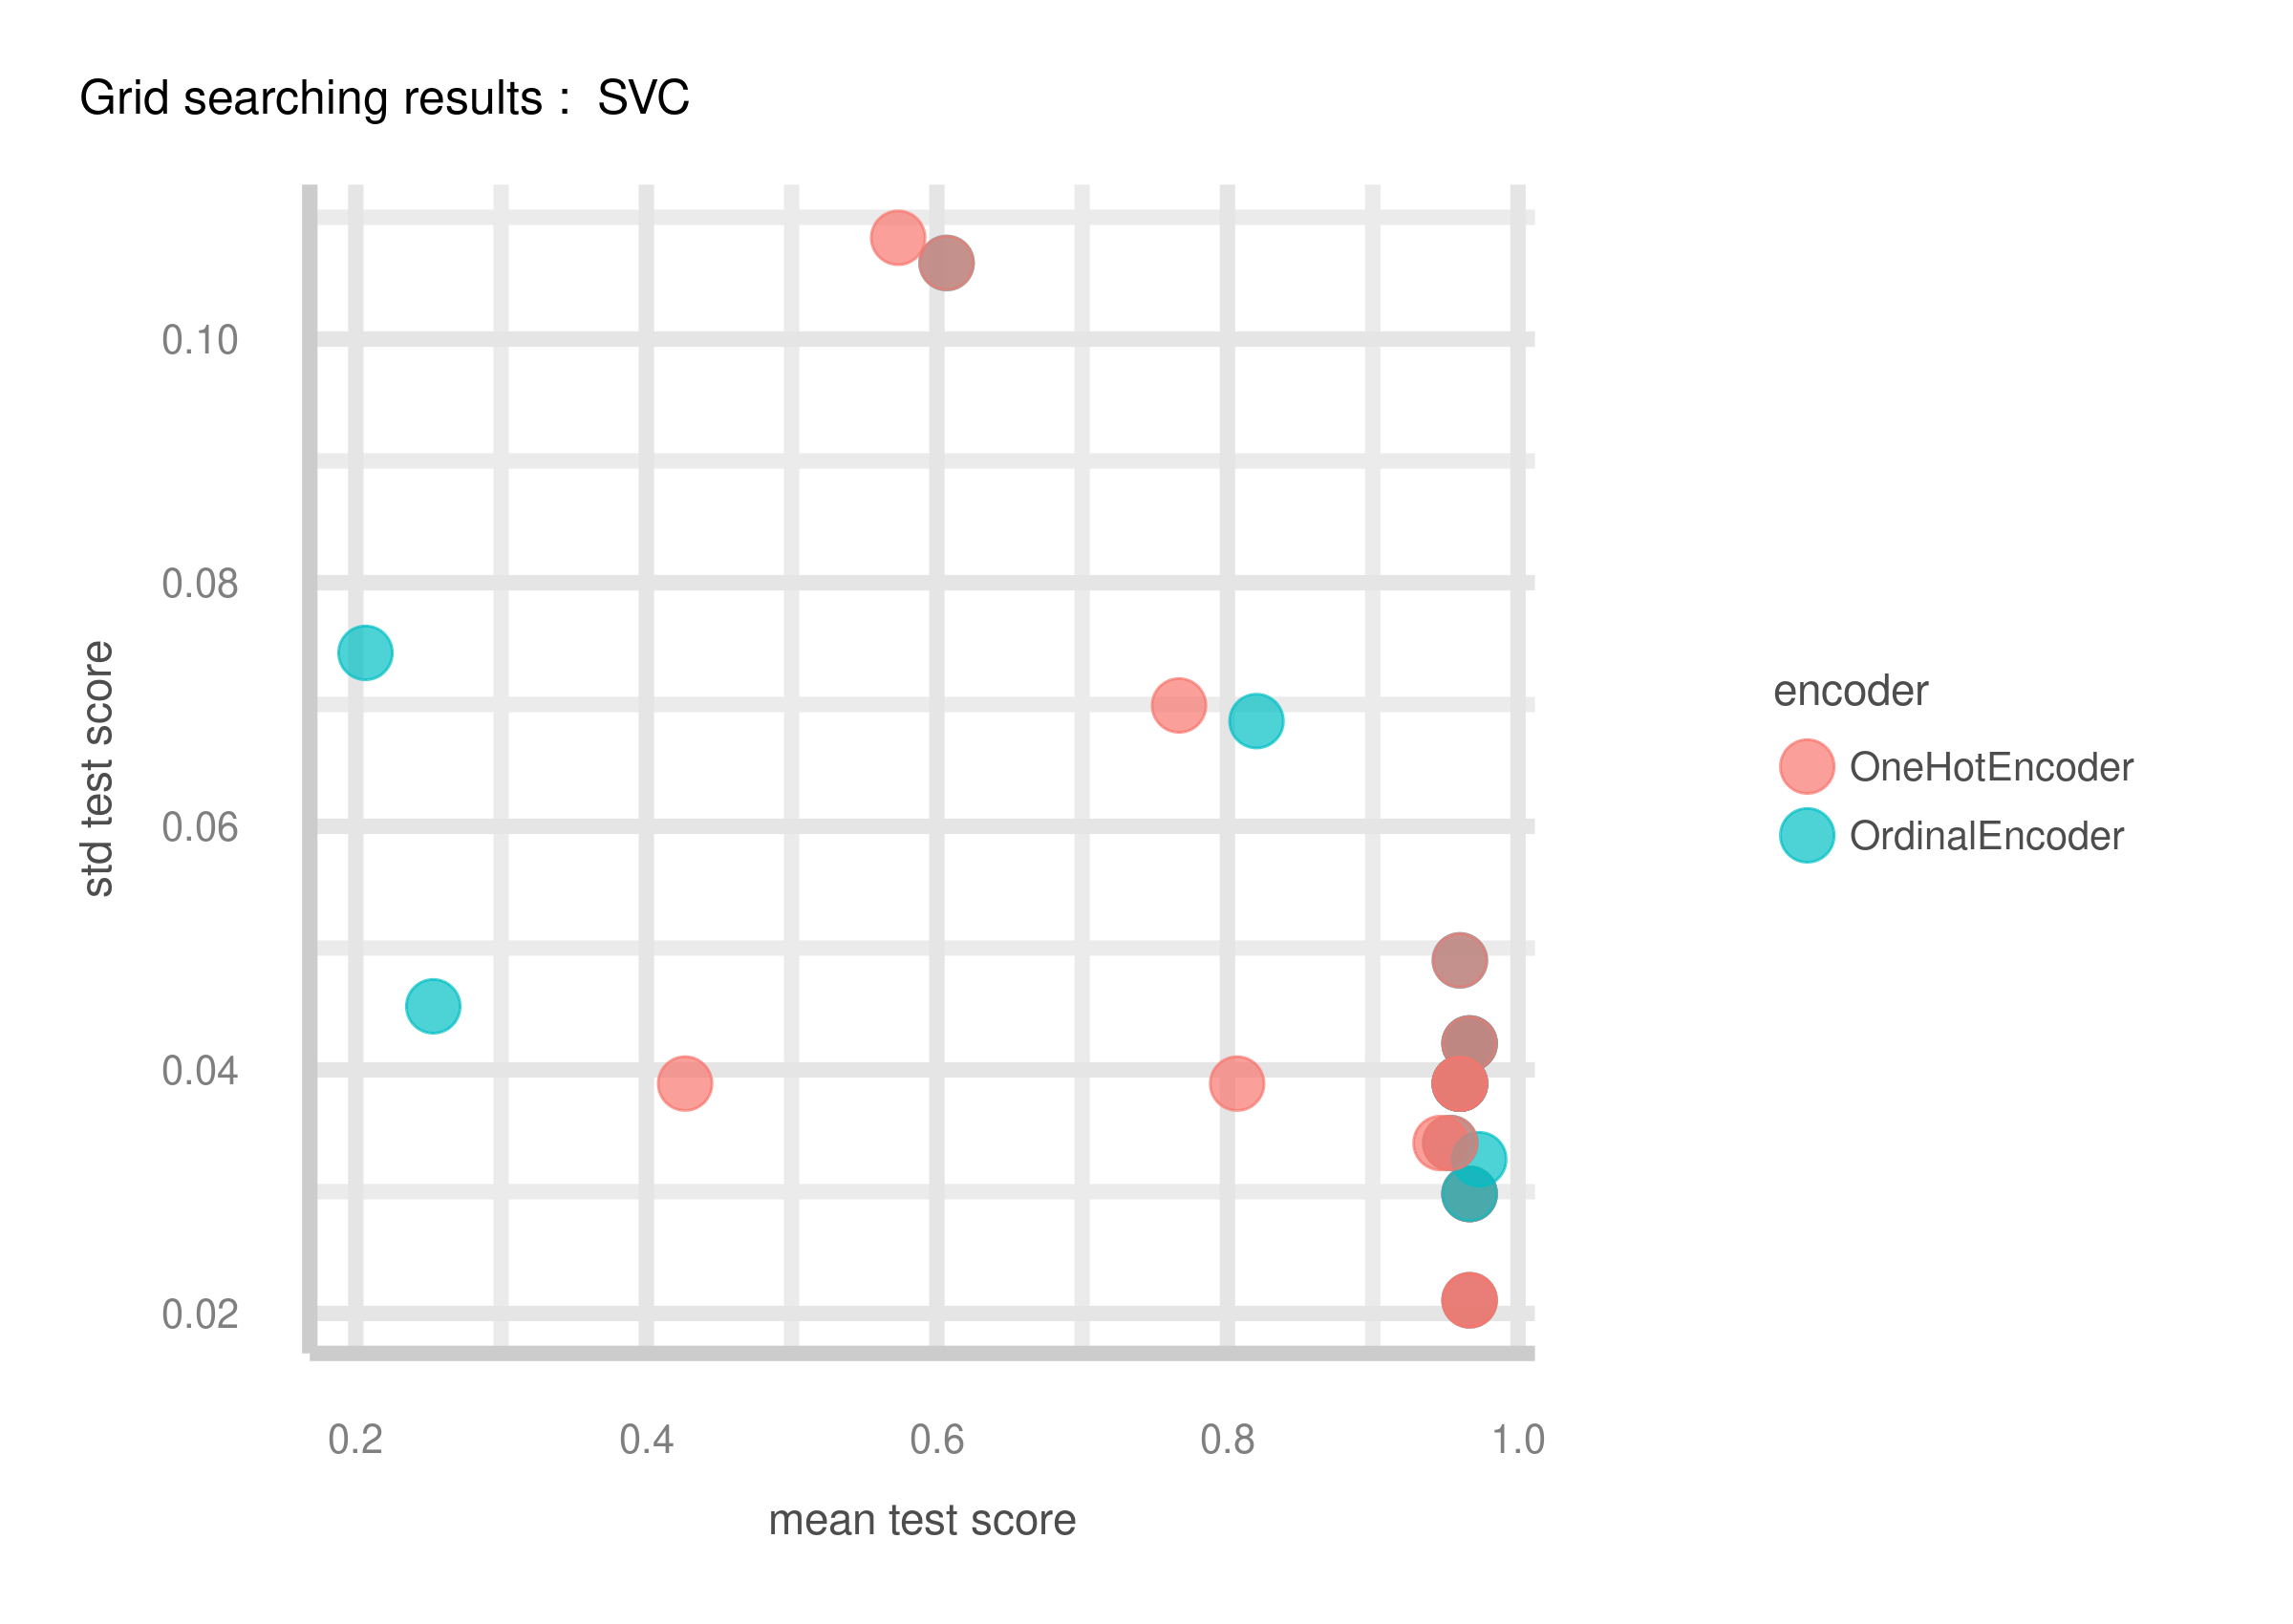 Grid searching results :  SVC
0.10
0.08
0.06
0.04
0.02
std test score
0.2
0.4
0.6
0.8
1.0
mean test score
encoder
OneHotEncoder
OrdinalEncoder